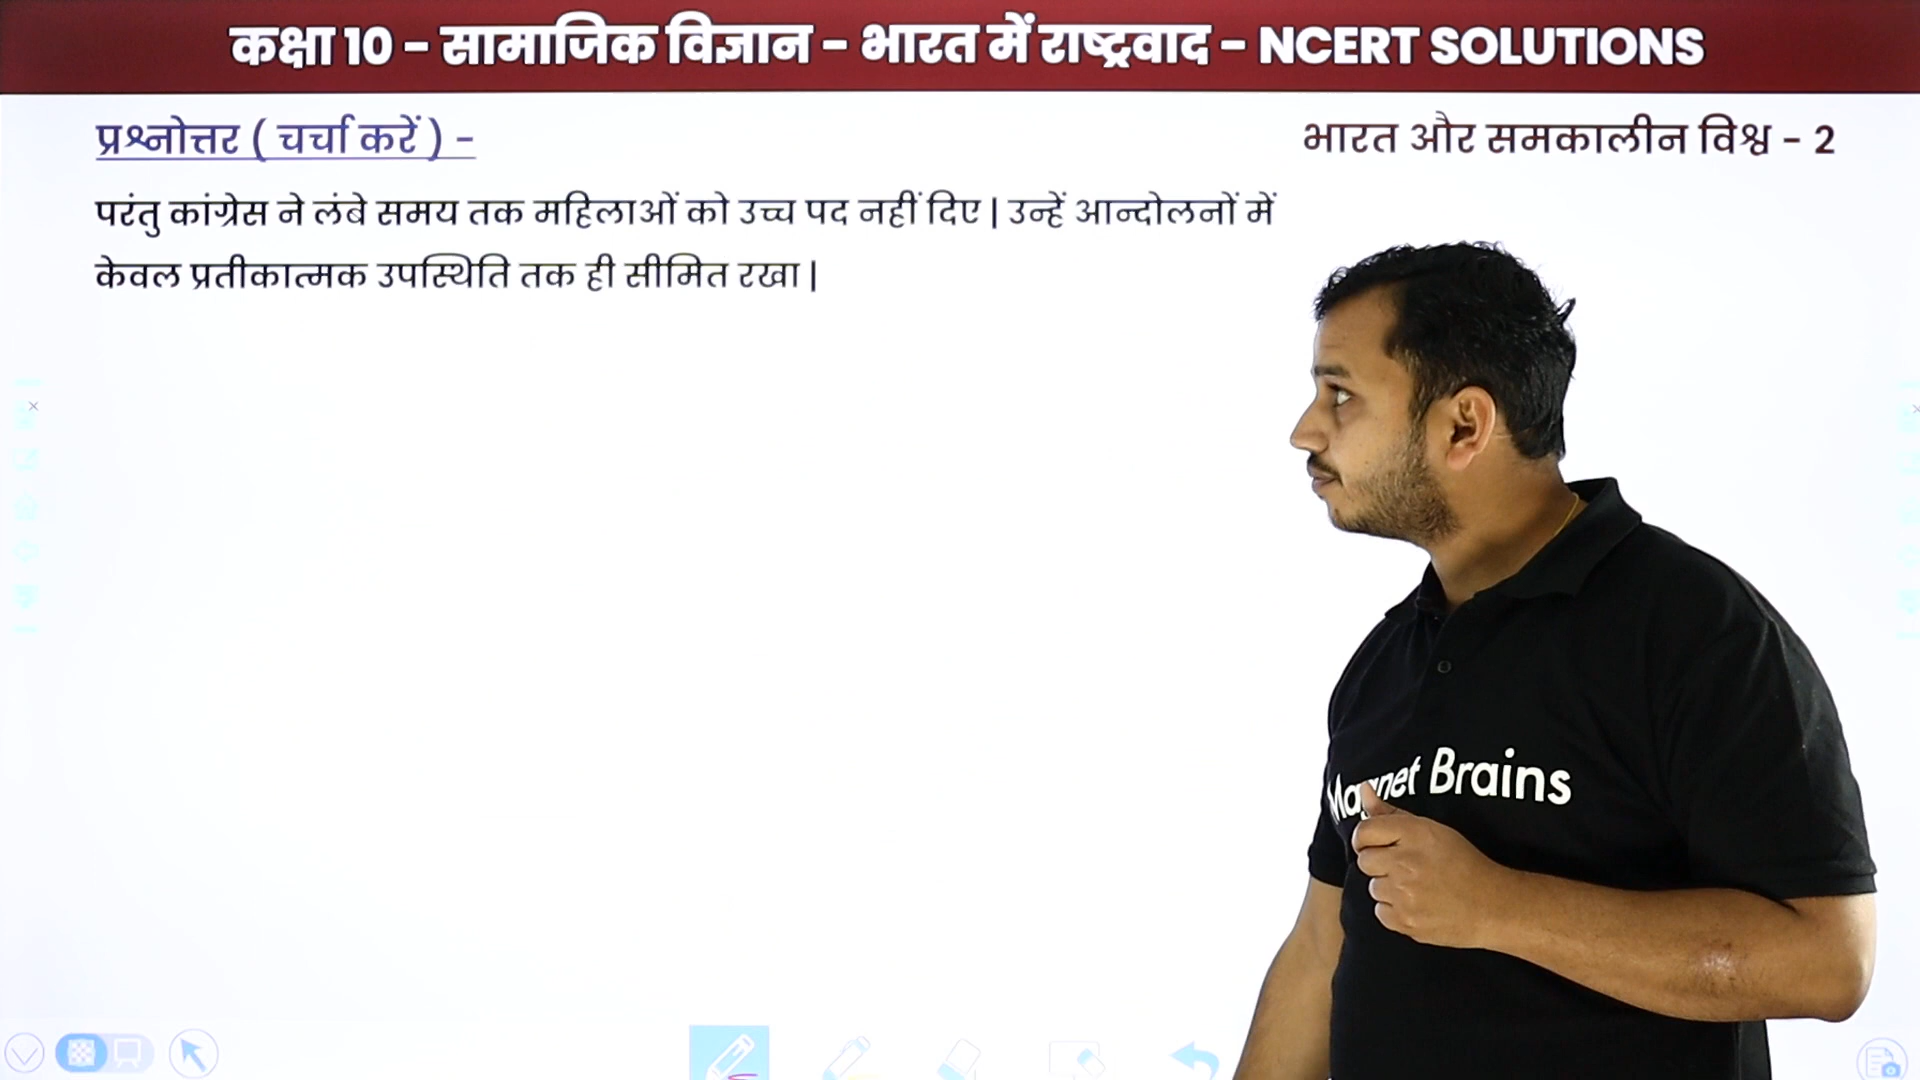 कक्षा 10 - सामाजिक विज्ञान - भारत में राष्ट्रवाद - NCERT SOLUTIONS
प्रश्नोत्तर ( चर्चा करें ) -
भारत और समकालीन विश्व - 2
परंतु कांग्रेस ने लंबे समय तक महिलाओं को उच्च पद नहीं दिए | उन्हें आन्दोलनों में
केवल प्रतीकात्मक उपस्थिति तक ही सीमित रखा |
Magnet Brains